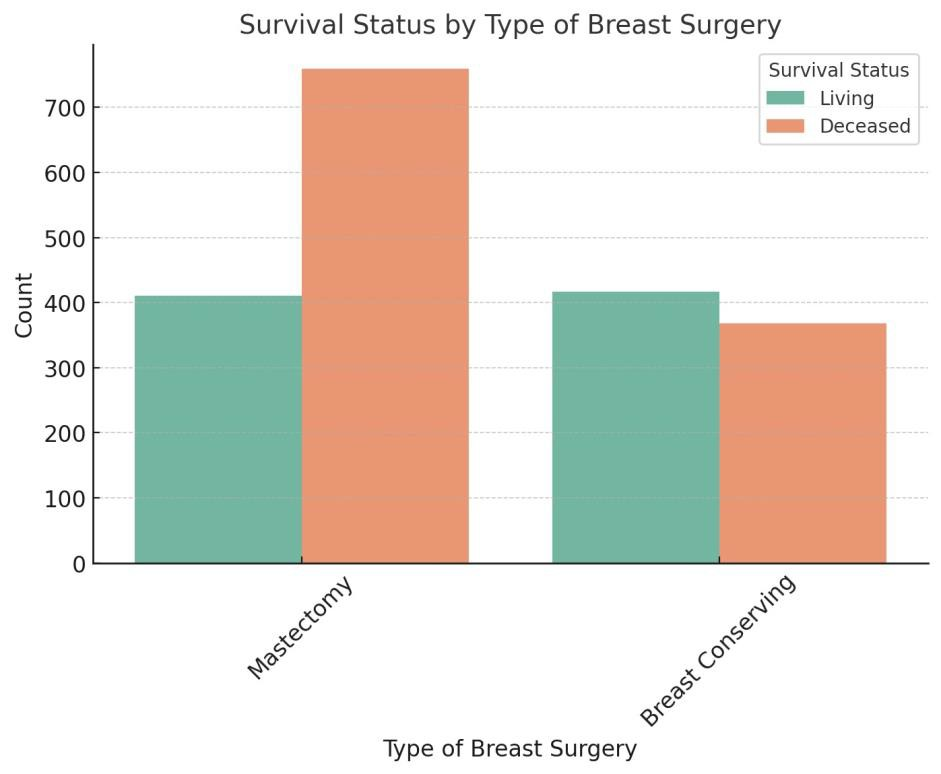 Survival Status by Type of Breast Surgery
Survival Status
Living
Deceased
700
600
500
400
300
200
100
0
Count
Mastectomy
Breast Conserving
Type of Breast Surgery